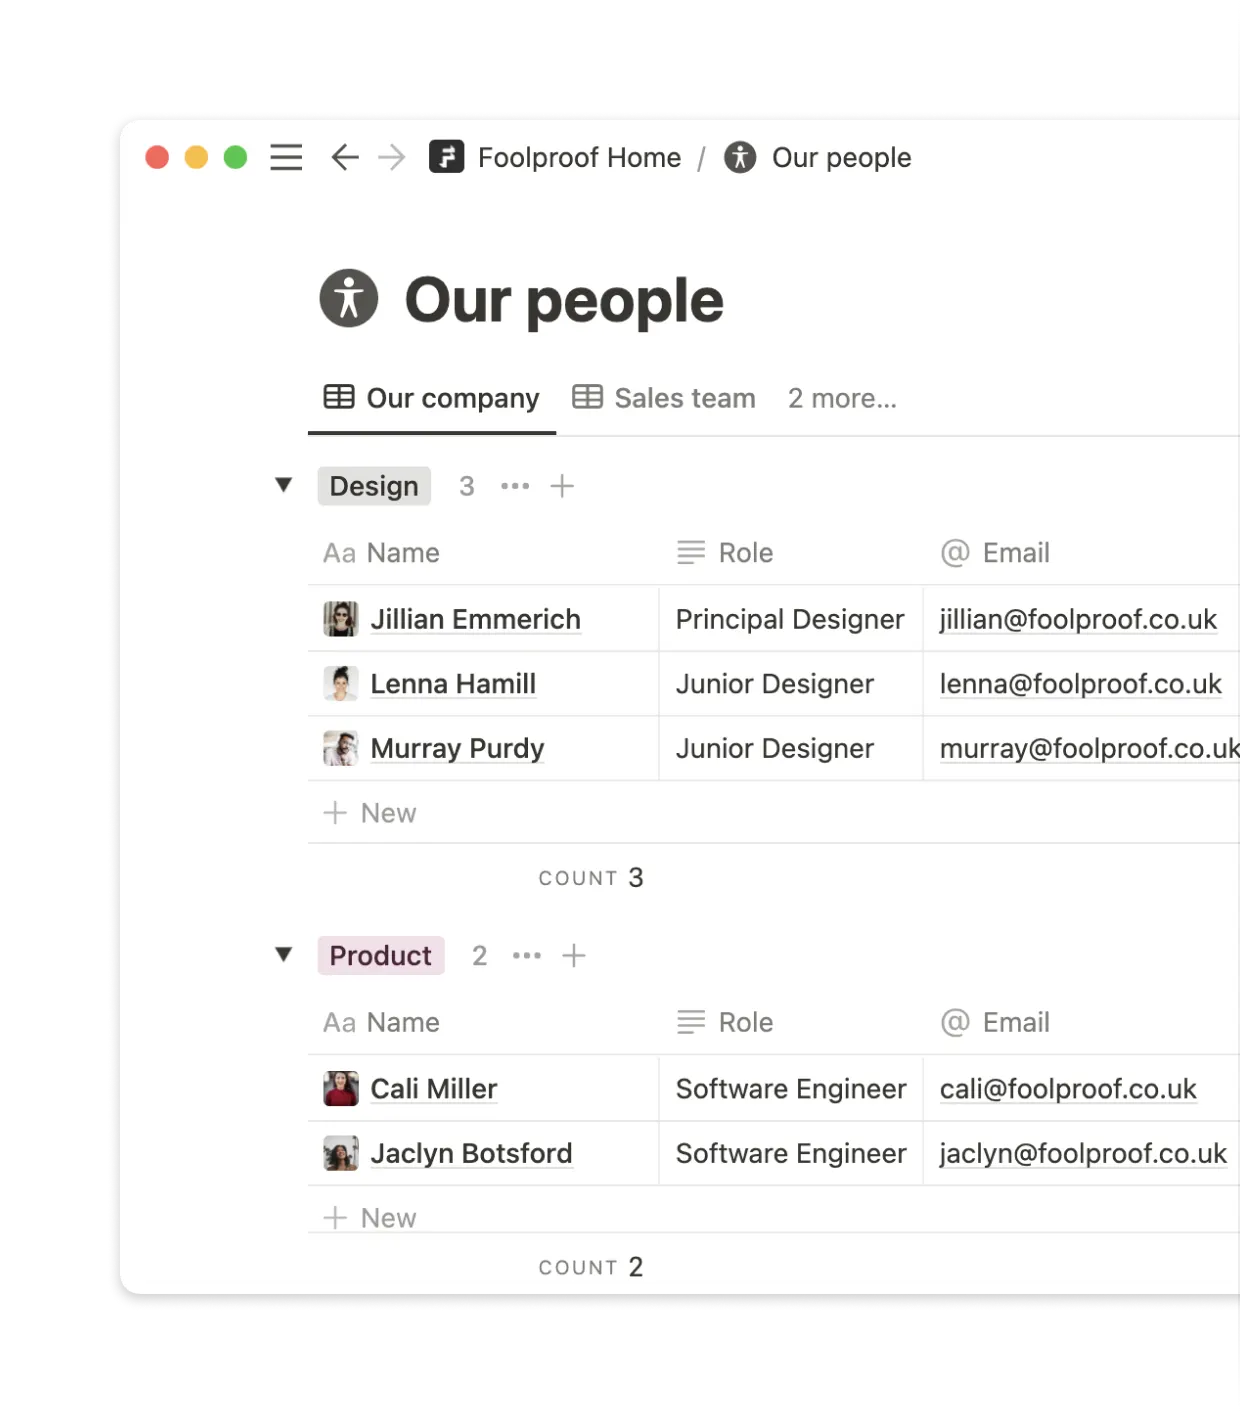 Foolproof Home / Our people
Our people
Our company Sales team 2 more...
Design 3
Aa Name Role @ Email
Jillian Emmerich Principal Designer jillian@foolproof.co.uk
Lenna Hamill Junior Designer lenna@foolproof.co.uk
Murray Purdy Junior Designer murray@foolproof.co.uk
+ New
COUNT 3
Product 2
Aa Name Role @ Email
Cali Miller Software Engineer cali@foolproof.co.uk
Jaclyn Botsford Software Engineer jaclyn@foolproof.co.uk
+ New
COUNT 2